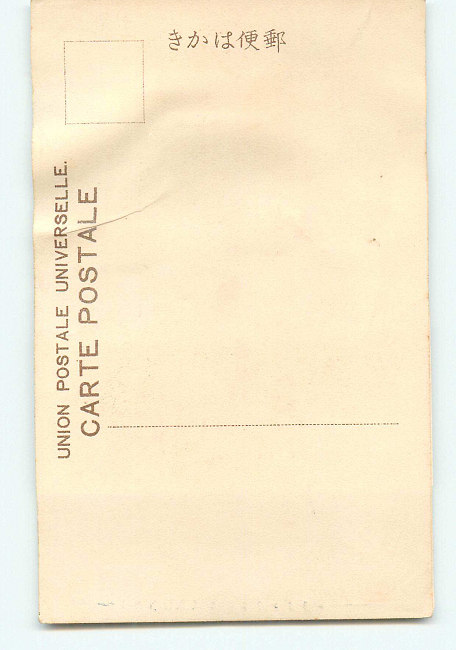 きかは便郵
UNION POSTALE UNIVERSELLE.
CARTE POSTALE